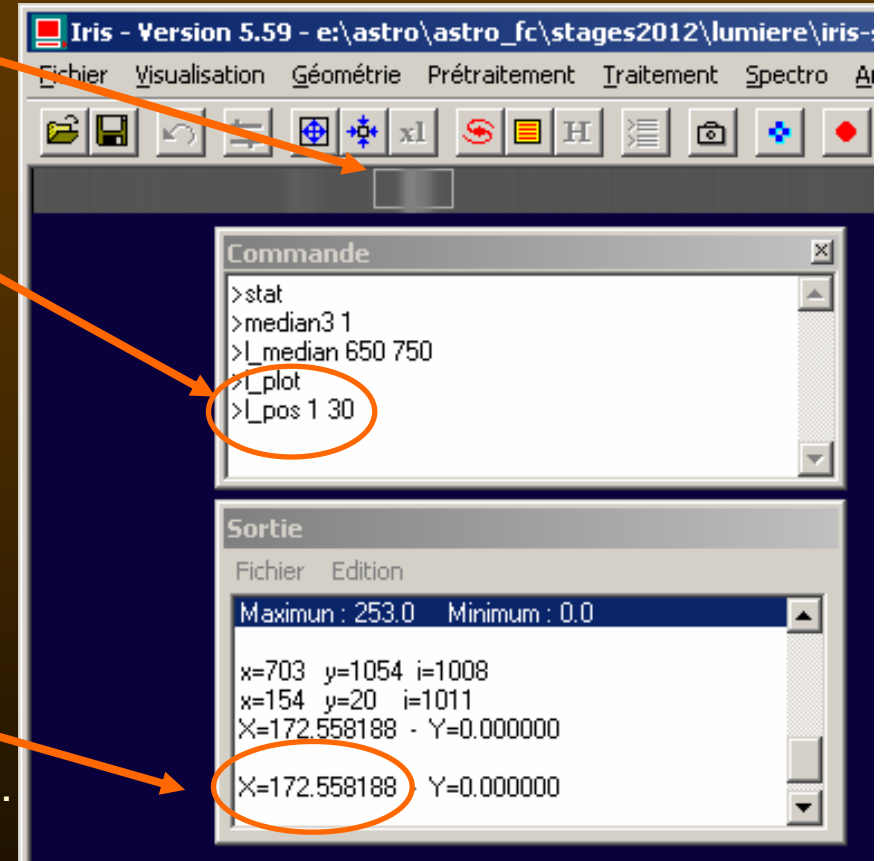 Iris - Version 5.59 - e:\astro\astro_fc\stages2012\lumiere\iris-
Fichier Visualisation Géométrie Prétraitement Traitement Spectro
x1 H
Commande
>stat
>median3 1
>l_median 650 750
>l_plot
>l_pos 1 30
Sortie
Fichier Edition
Maximun : 253.0 Minimum : 0.0
x=703 y=1054 i=1008
x=154 y=20 i=1011
X=172.558188 - Y=0.000000
X=172.558188 - Y=0.000000
.